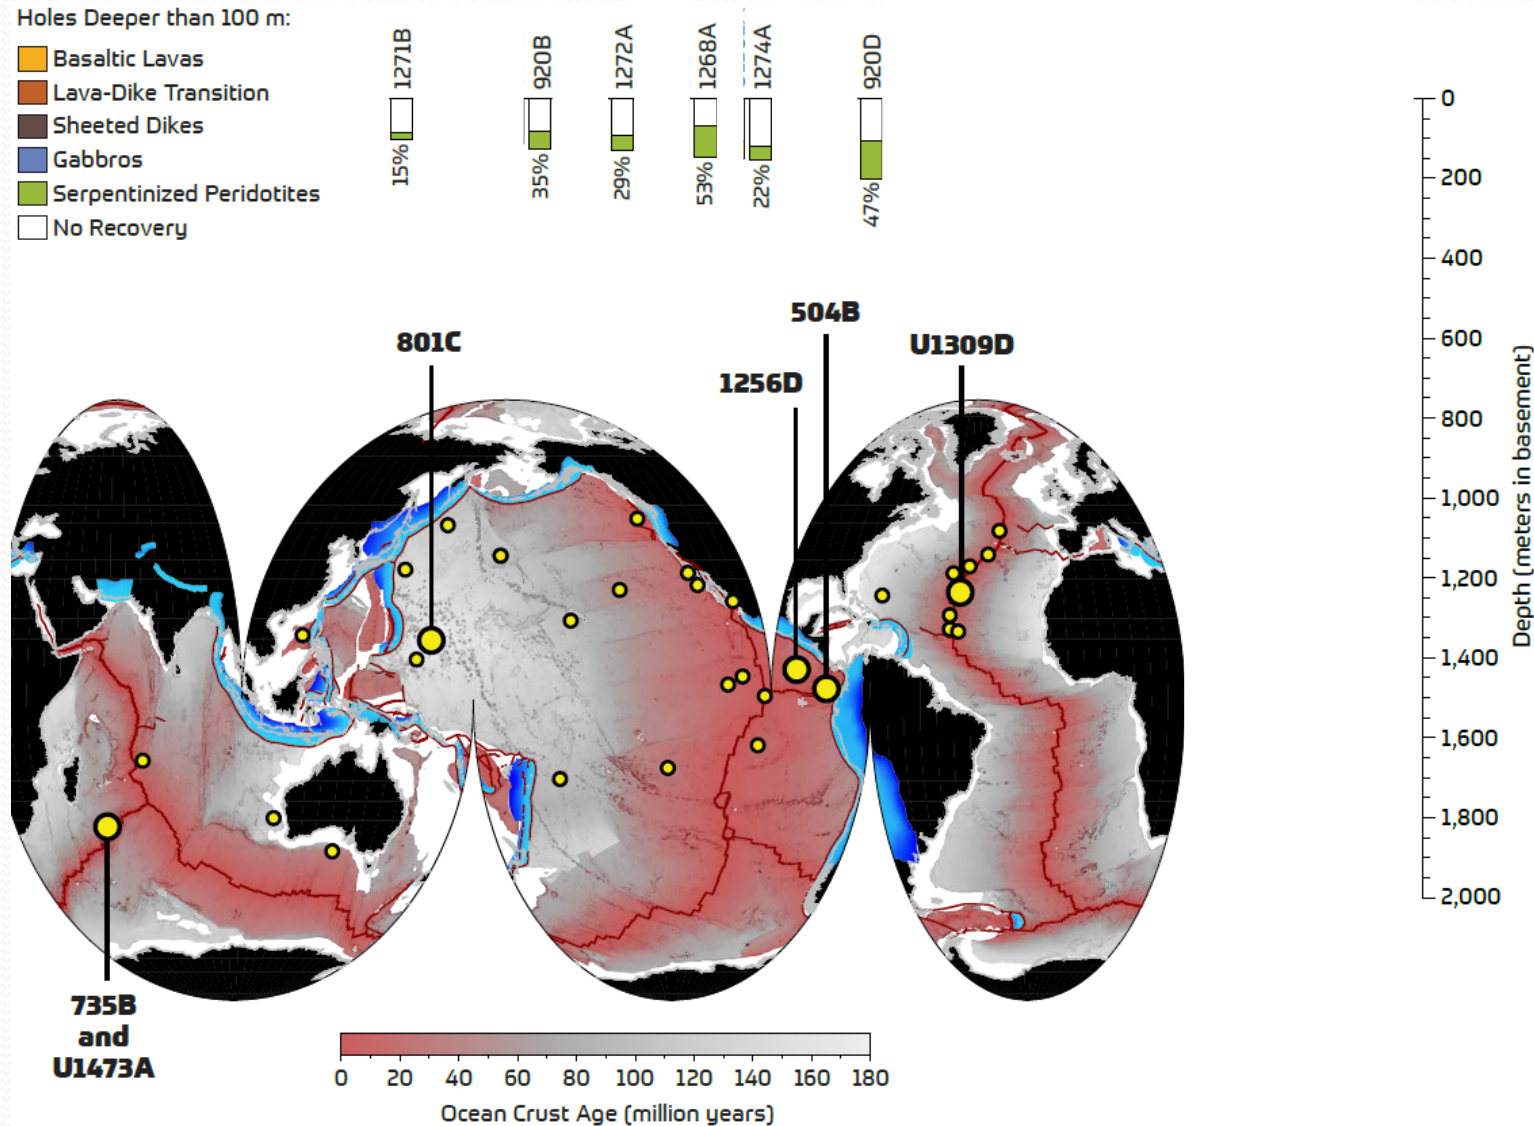 Holes Deeper than 100 m:
Basaltic Lavas
Lava-Dike Transition
Sheeted Dikes
Gabbros
Serpentinized Peridotites
No Recovery
1271B
920B
1272A
1268A
1274A
920D
15%
35%
29%
53%
22%
47%
0
200
400
600
800
1,000
1,200
1,400
1,600
1,800
2,000
Depth (meters in basement)
801C
504B
1256D
U1309D
735B
and
U1473A
0 20 40 60 80 100 120 140 160 180
Ocean Crust Age (million years)